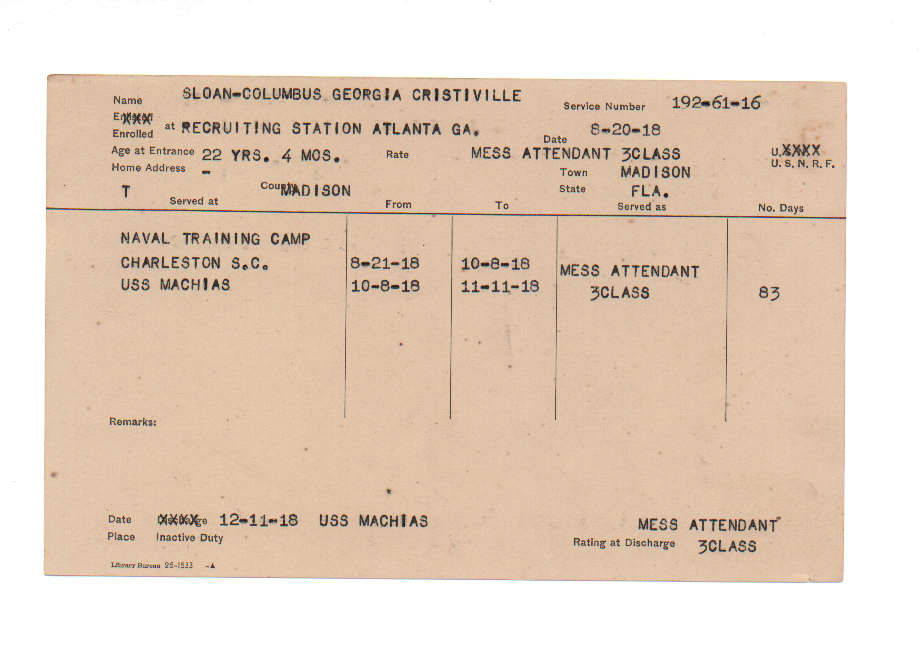 Name SLOAN-COLUMBUS GEORGIA CRISTIVILLE Service Number 192-61-16
Enrolled at RECRUITING STATION ATLANTA GA. Date 8-20-18
Age at Entrance 22 YRS. 4 MOS. Rate MESS ATTENDANT 3CLASS U. S. N. R. F.
Home Address - Town MADISON
T County MADISON State FLA.
Served at From To Served as No. Days
NAVAL TRAINING CAMP
CHARLESTON S.C. 8-21-18 10-8-18 MESS ATTENDANT
USS MACHIAS 10-8-18 11-11-18 3CLASS 83
Remarks:
Date Discharge 12-11-18 USS MACHIAS MESS ATTENDANT
Place Inactive Duty Rating at Discharge 3CLASS
Library Bureau 25-1533 -A